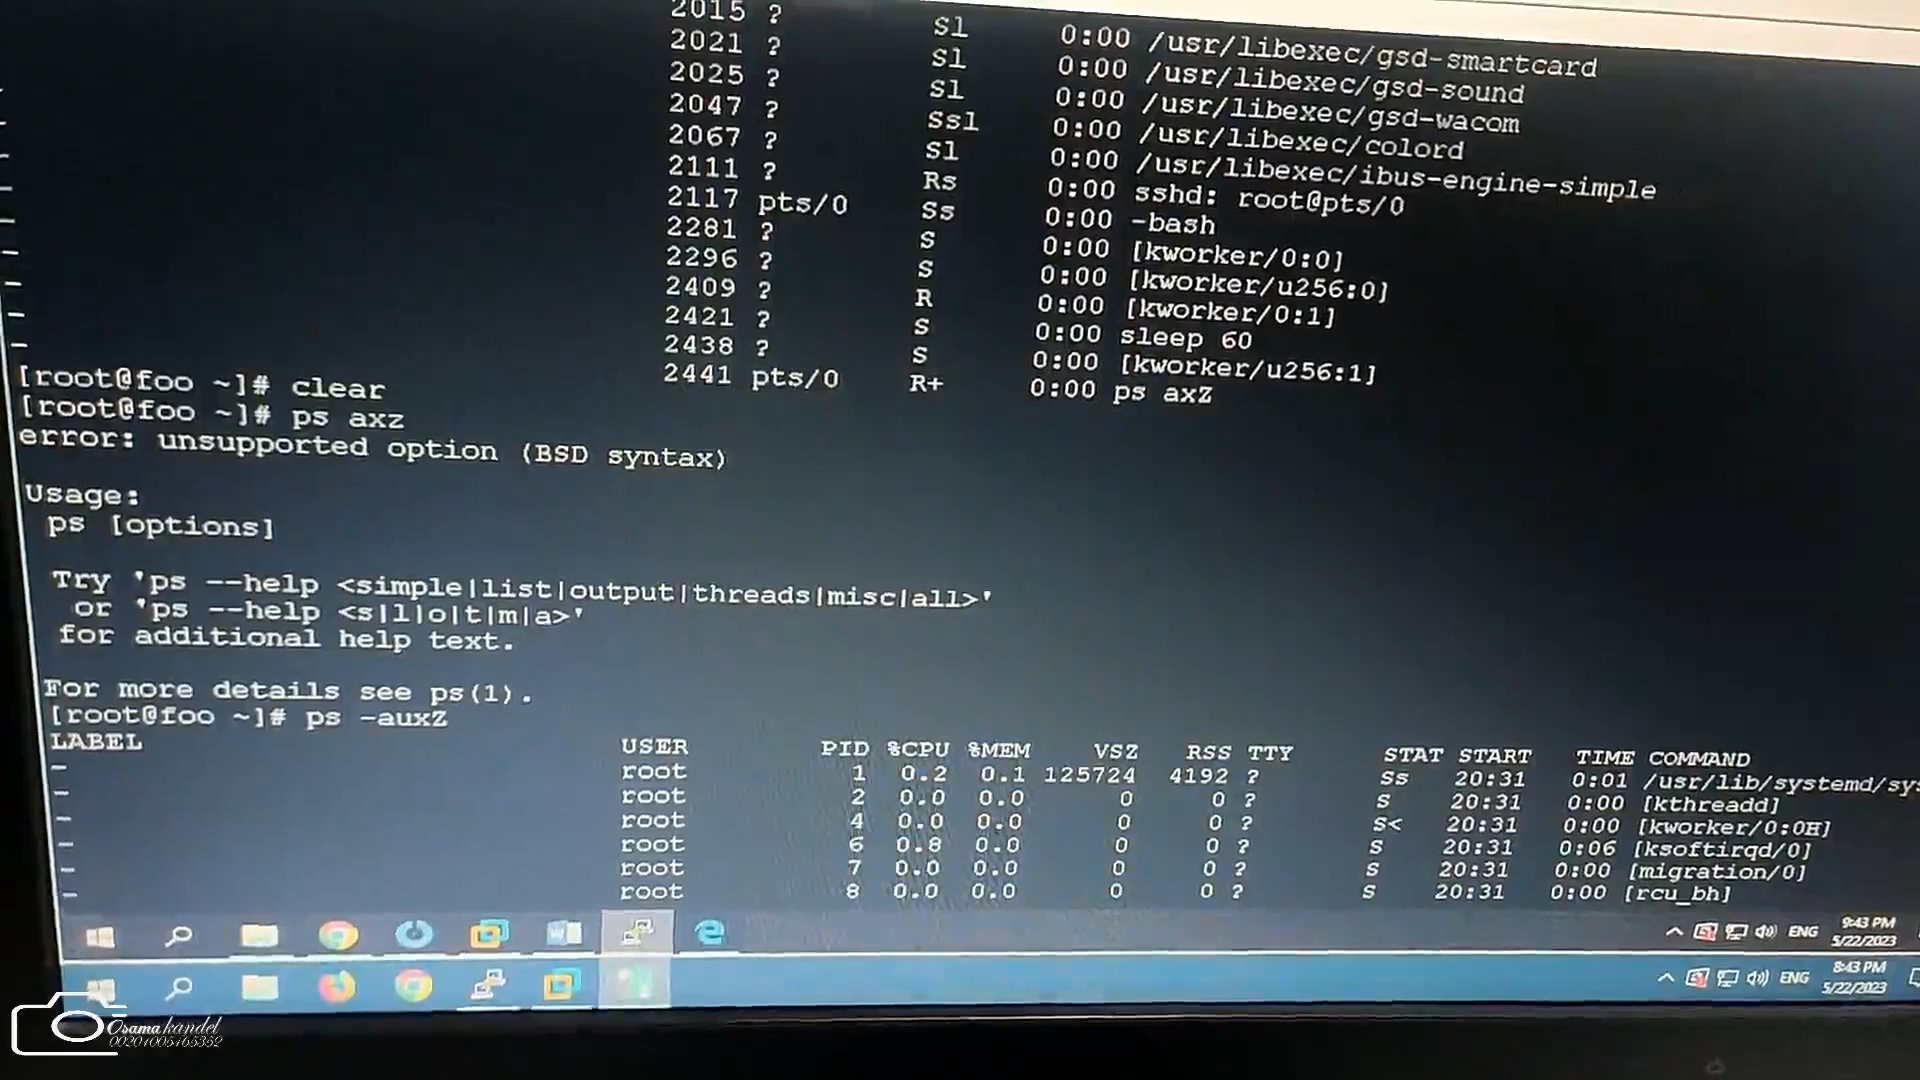 2015 ? Sl 0:00 /usr/libexec/gsd-smartcard
2021 ? Sl 0:00 /usr/libexec/gsd-sound
2025 ? Sl 0:00 /usr/libexec/gsd-wacom
2047 ? Ssl 0:00 /usr/libexec/colord
2067 ? Sl 0:00 /usr/libexec/ibus-engine-simple
2111 ? Rs 0:00 sshd: root@pts/0
2117 pts/0 Ss 0:00 -bash
2281 ? S 0:00 [kworker/0:0]
2296 ? S 0:00 [kworker/u256:0]
2409 ? R 0:00 [kworker/0:1]
2421 ? S 0:00 sleep 60
2438 ? S 0:00 [kworker/u256:1]
2441 pts/0 R+ 0:00 ps axZ
[root@foo ~]# clear
[root@foo ~]# ps axz
error: unsupported option (BSD syntax)
Usage:
ps [options]
Try 'ps --help <simple|list|output|threads|misc|all>'
or 'ps --help <s|l|o|t|m|a>'
for additional help text.
For more details see ps(1).
[root@foo ~]# ps -auxZ
LABEL USER PID %CPU %MEM VSZ RSS TTY STAT START TIME COMMAND
- root 1 0.2 0.1 125724 4192 ? Ss 20:31 0:01 /usr/lib/systemd/sys
- root 2 0.0 0.0 0 0 ? S 20:31 0:00 [kthreadd]
- root 4 0.0 0.0 0 0 ? S< 20:31 0:00 [kworker/0:0H]
- root 6 0.8 0.0 0 0 ? S 20:31 0:06 [ksoftirqd/0]
- root 7 0.0 0.0 0 0 ? S 20:31 0:00 [migration/0]
- root 8 0.0 0.0 0 0 ? S 20:31 0:00 [rcu_bh]
ENG 9:43 PM
5/22/2023
ENG 8:43 PM
5/22/2023
Osama kandel
00201005165352